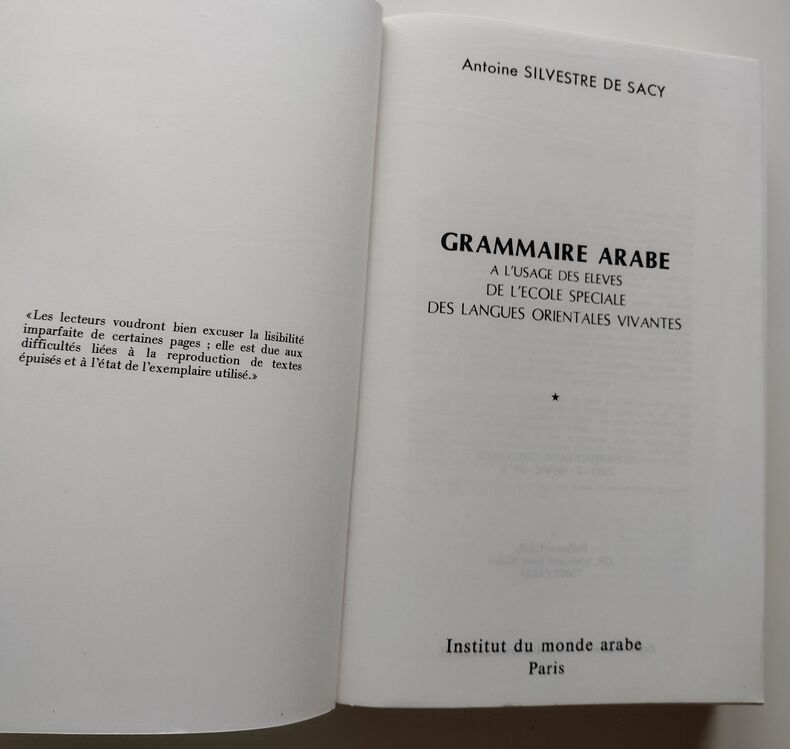 «Les lecteurs voudront bien excuser la lisibilité
imparfaite de certaines pages ; elle est due aux
difficultés liées à la reproduction de textes
épuisés et à l'état de l'exemplaire utilisé.»
Antoine SILVESTRE DE SACY
GRAMMAIRE ARABE
A L'USAGE DES ELEVES
DE L'ECOLE SPECIALE
DES LANGUES ORIENTALES VIVANTES
★
Institut du monde arabe
Paris